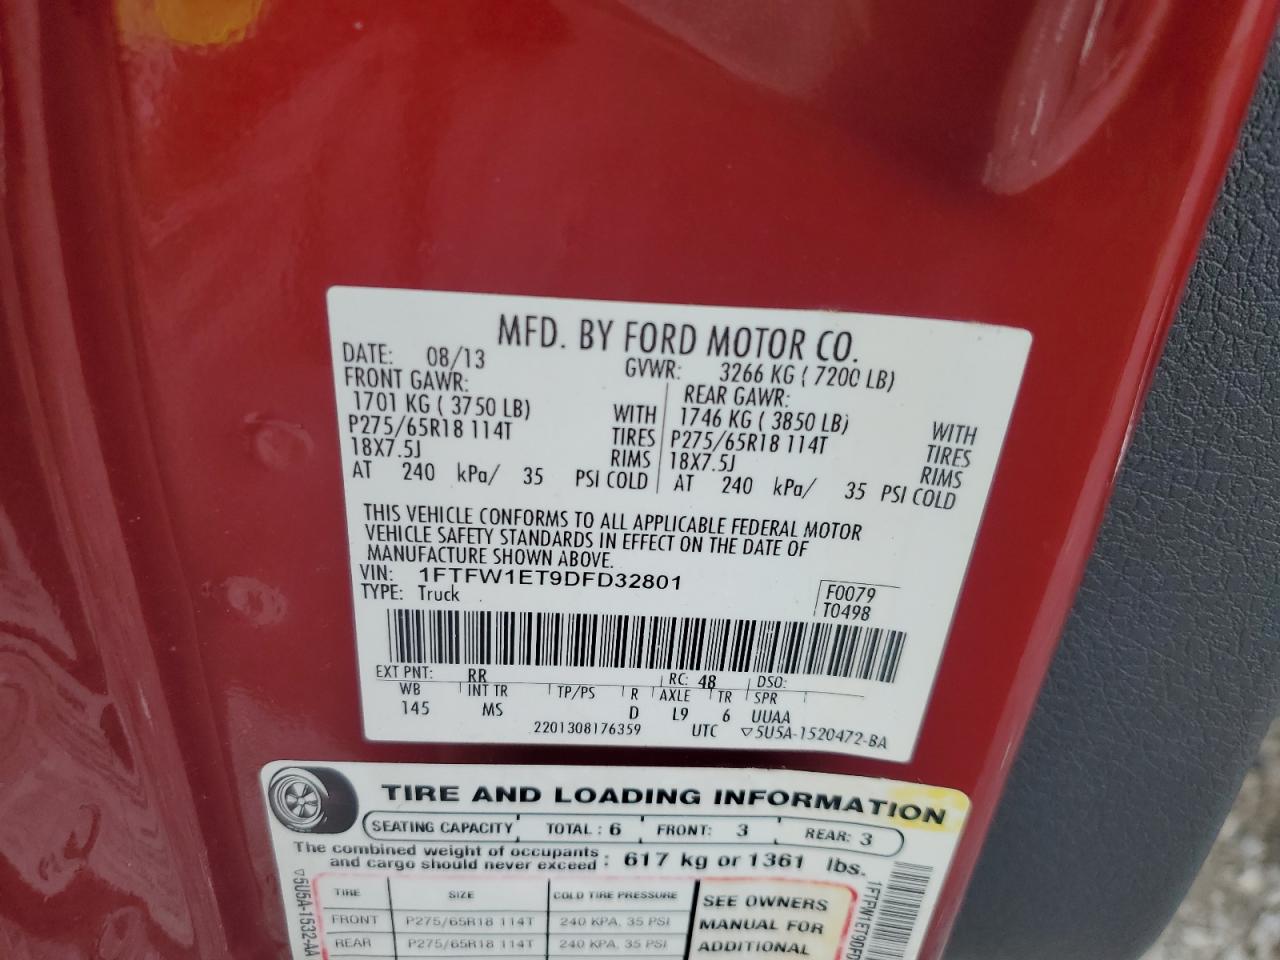 MFD. BY FORD MOTOR CO.
DATE: 08/13 GVWR: 3266 KG ( 7200 LB)
FRONT GAWR: REAR GAWR:
1701 KG ( 3750 LB) WITH 1746 KG ( 3850 LB) WITH
P275/65R18 114T TIRES P275/65R18 114T TIRES
18X7.5J RIMS 18X7.5J RIMS
AT 240 kPa/ 35 PSI COLD AT 240 kPa/ 35 PSI COLD
THIS VEHICLE CONFORMS TO ALL APPLICABLE FEDERAL MOTOR
VEHICLE SAFETY STANDARDS IN EFFECT ON THE DATE OF
MANUFACTURE SHOWN ABOVE.
VIN: 1FTFW1ET9DFD32801 F0079
TYPE: Truck T0498
EXT PNT: RR RC: 48 DSO:
WB INT TR TP/PS R AXLE TR SPR
145 MS D L9 6 UUAA
2201308176359 UTC ▽5U5A-1520472-BA
TIRE AND LOADING INFORMATION
SEATING CAPACITY TOTAL: 6 FRONT: 3 REAR: 3
The combined weight of occupants
and cargo should never exceed : 617 kg or 1361 lbs.
TIRE SIZE COLD TIRE PRESSURE SEE OWNERS
FRONT P275/65R18 114T 240 KPA, 35 PSI MANUAL FOR
REAR P275/65R18 114T 240 KPA, 35 PSI ADDITIONAL
▽5U5A-1532-AA
1FTFW1ET9DFD